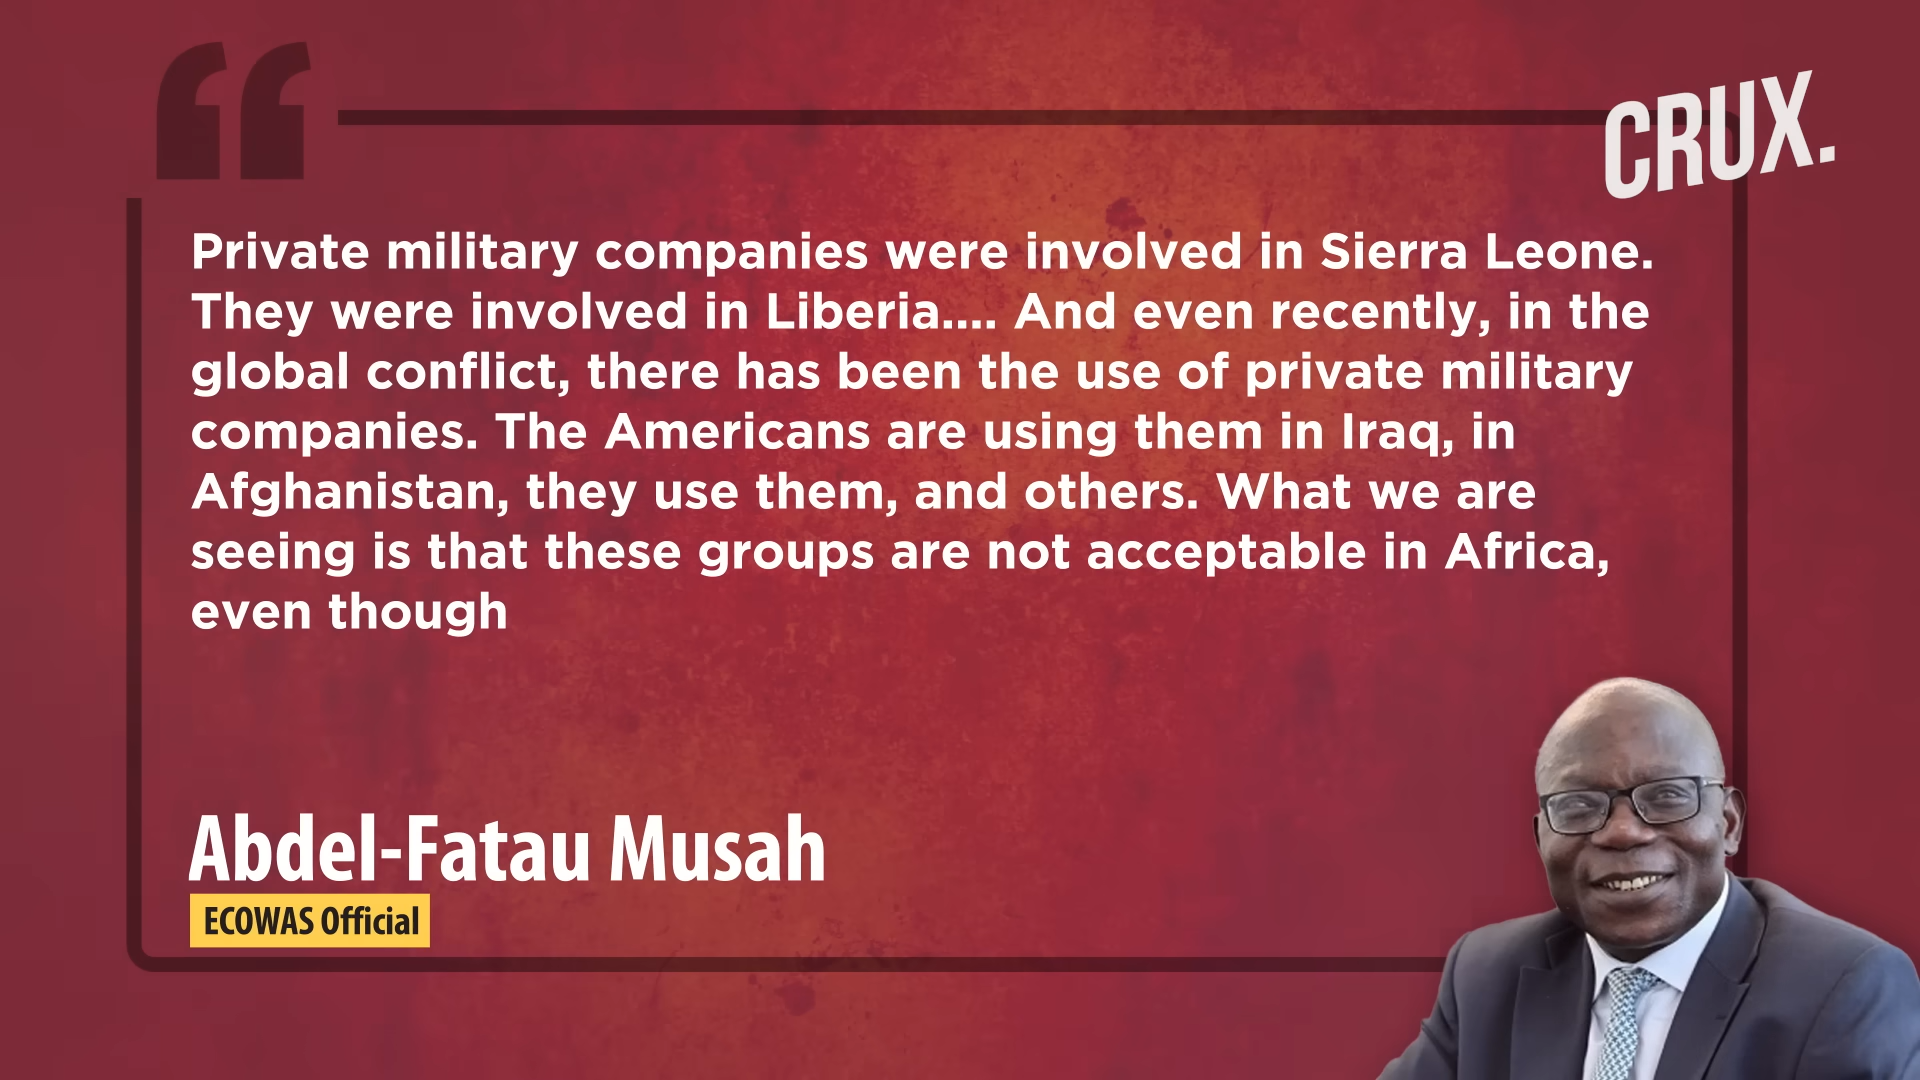 CRUX.
Private military companies were involved in Sierra Leone.
They were involved in Liberia.... And even recently, in the
global conflict, there has been the use of private military
companies. The Americans are using them in Iraq, in
Afghanistan, they use them, and others. What we are
seeing is that these groups are not acceptable in Africa,
even though
Abdel-Fatau Musah
ECOWAS Official